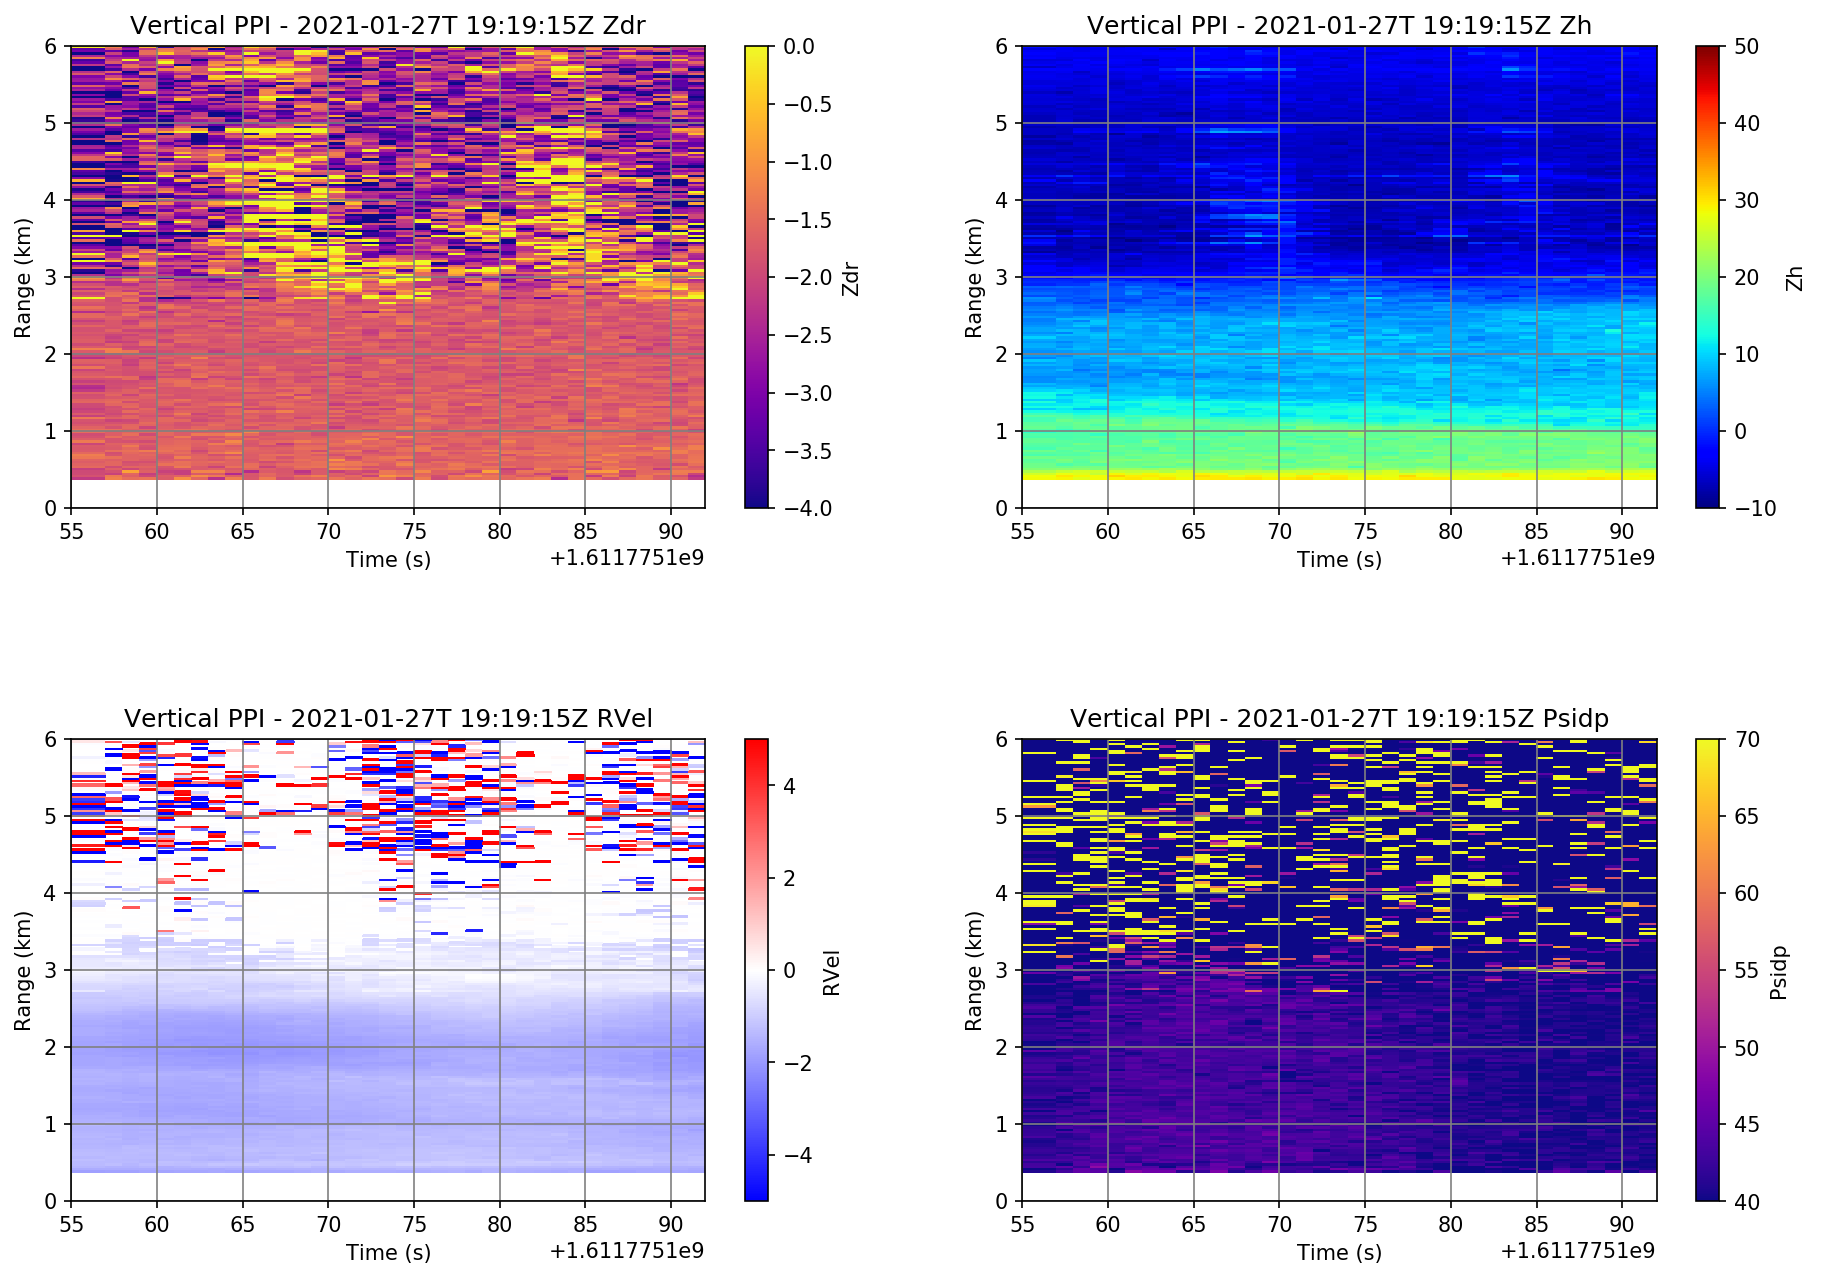 Vertical PPI - 2021-01-27T 19:19:15Z Zdr
6
5
4
3
2
1
0
Range (km)
55 60 65 70 75 80 85 90
Time (s)
+1.6117751e9
0.0
−0.5
−1.0
−1.5
−2.0
−2.5
−3.0
−3.5
−4.0
Zdr
Vertical PPI - 2021-01-27T 19:19:15Z Zh
6
5
4
3
2
1
0
Range (km)
55 60 65 70 75 80 85 90
Time (s)
+1.6117751e9
50
40
30
20
10
0
−10
Zh
Vertical PPI - 2021-01-27T 19:19:15Z RVel
6
5
4
3
2
1
0
Range (km)
55 60 65 70 75 80 85 90
Time (s)
+1.6117751e9
4
2
0
−2
−4
RVel
Vertical PPI - 2021-01-27T 19:19:15Z Psidp
6
5
4
3
2
1
0
Range (km)
55 60 65 70 75 80 85 90
Time (s)
+1.6117751e9
70
65
60
55
50
45
40
Psidp